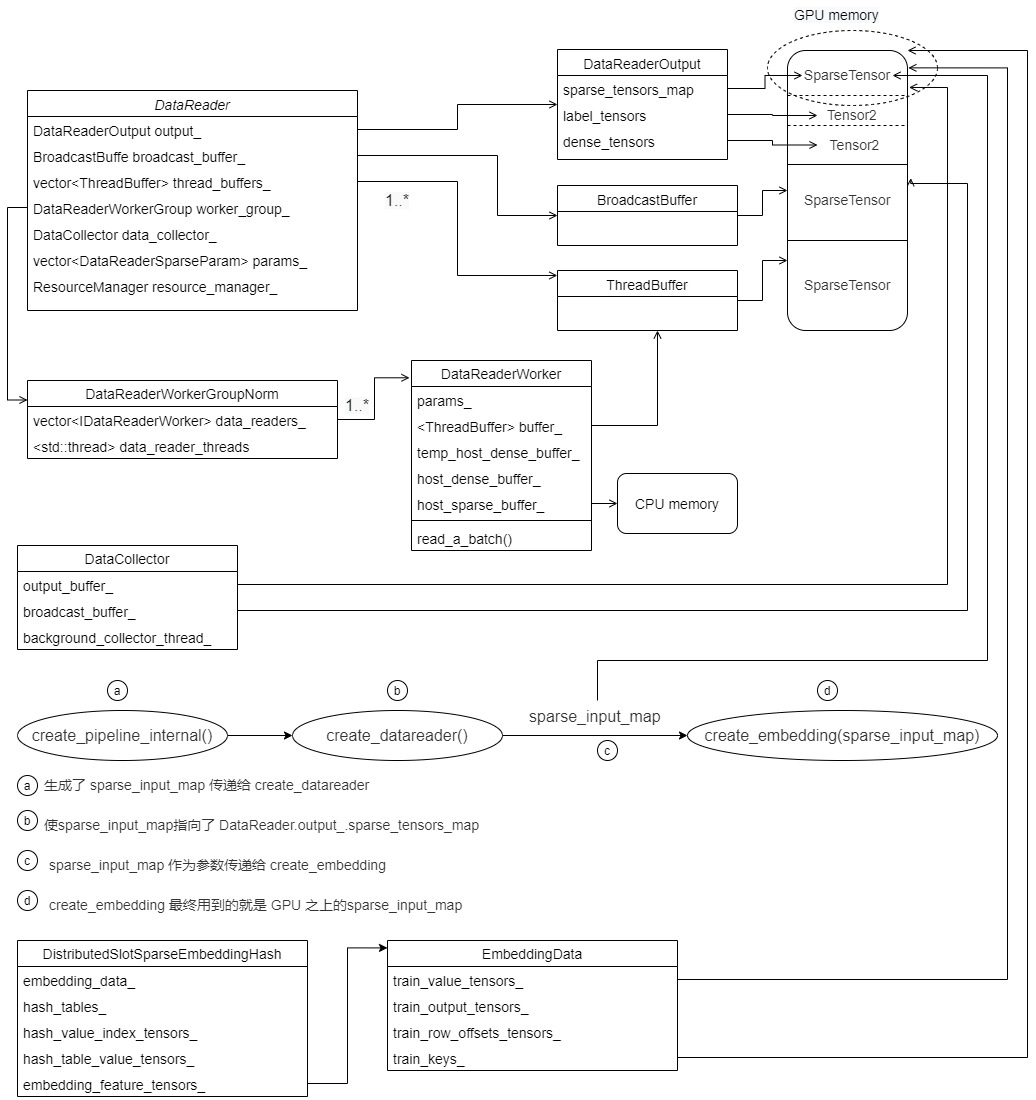 GPU memory
DataReaderOutput
sparse_tensors_map
label_tensors
dense_tensors
SparseTensor
Tensor2
Tensor2
SparseTensor
SparseTensor
DataReader
DataReaderOutput output_
BroadcastBuffe broadcast_buffer_
vector<ThreadBuffer> thread_buffers_
DataReaderWorkerGroup worker_group_
DataCollector data_collector_
vector<DataReaderSparseParam> params_
ResourceManager resource_manager_
1..*
BroadcastBuffer
ThreadBuffer
DataReaderWorkerGroupNorm
vector<IDataReaderWorker> data_readers_
<std::thread> data_reader_threads
1..*
DataReaderWorker
params_
<ThreadBuffer> buffer_
temp_host_dense_buffer_
host_dense_buffer_
host_sparse_buffer_
read_a_batch()
CPU memory
DataCollector
output_buffer_
broadcast_buffer_
background_collector_thread_
a
b
d
create_pipeline_internal()
create_datareader()
sparse_input_map
c
create_embedding(sparse_input_map)
a 生成了 sparse_input_map 传递给 create_datareader
b 使sparse_input_map指向了 DataReader.output_.sparse_tensors_map
c sparse_input_map 作为参数传递给 create_embedding
d create_embedding 最终用到的就是 GPU 之上的sparse_input_map
DistributedSlotSparseEmbeddingHash
embedding_data_
hash_tables_
hash_value_index_tensors_
hash_table_value_tensors_
embedding_feature_tensors_
EmbeddingData
train_value_tensors_
train_output_tensors_
train_row_offsets_tensors_
train_keys_